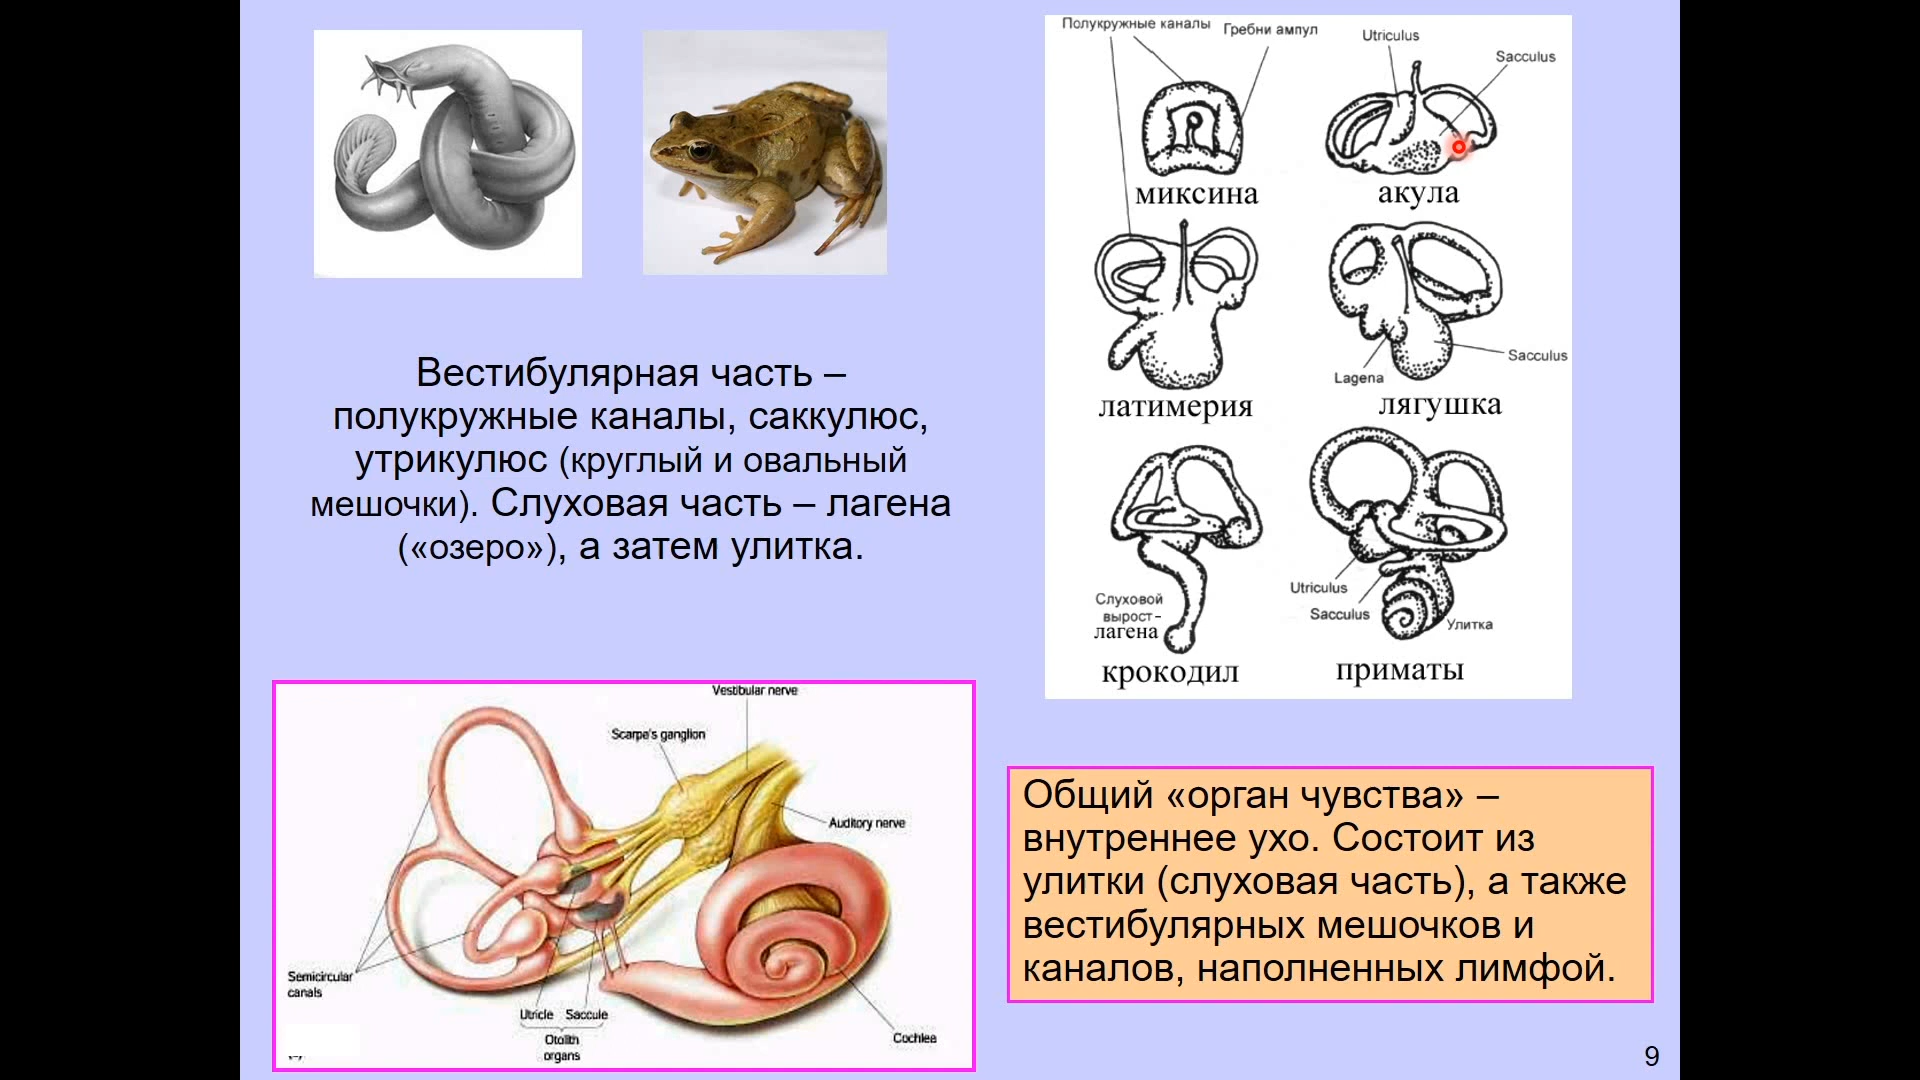 Полукружные каналы
Гребни ампул
Utriculus
Sacculus
миксина
акула
латимерия
лягушка
Lagena
Sacculus
Слуховой
вырост-
лагена
крокодил
Utriculus
Sacculus
Улитка
приматы
Вестибулярная часть –
полукружные каналы, саккулюс,
утрикулюс (круглый и овальный
мешочки). Слуховая часть – лагена
(«озеро»), а затем улитка.
Vestibular nerve
Scarpa's ganglion
Auditory nerve
Semicircular
canals
Utricle Saccule
Otolith
organs
Cochlea
Общий «орган чувства» –
внутреннее ухо. Состоит из
улитки (слуховая часть), а также
вестибулярных мешочков и
каналов, наполненных лимфой.
9